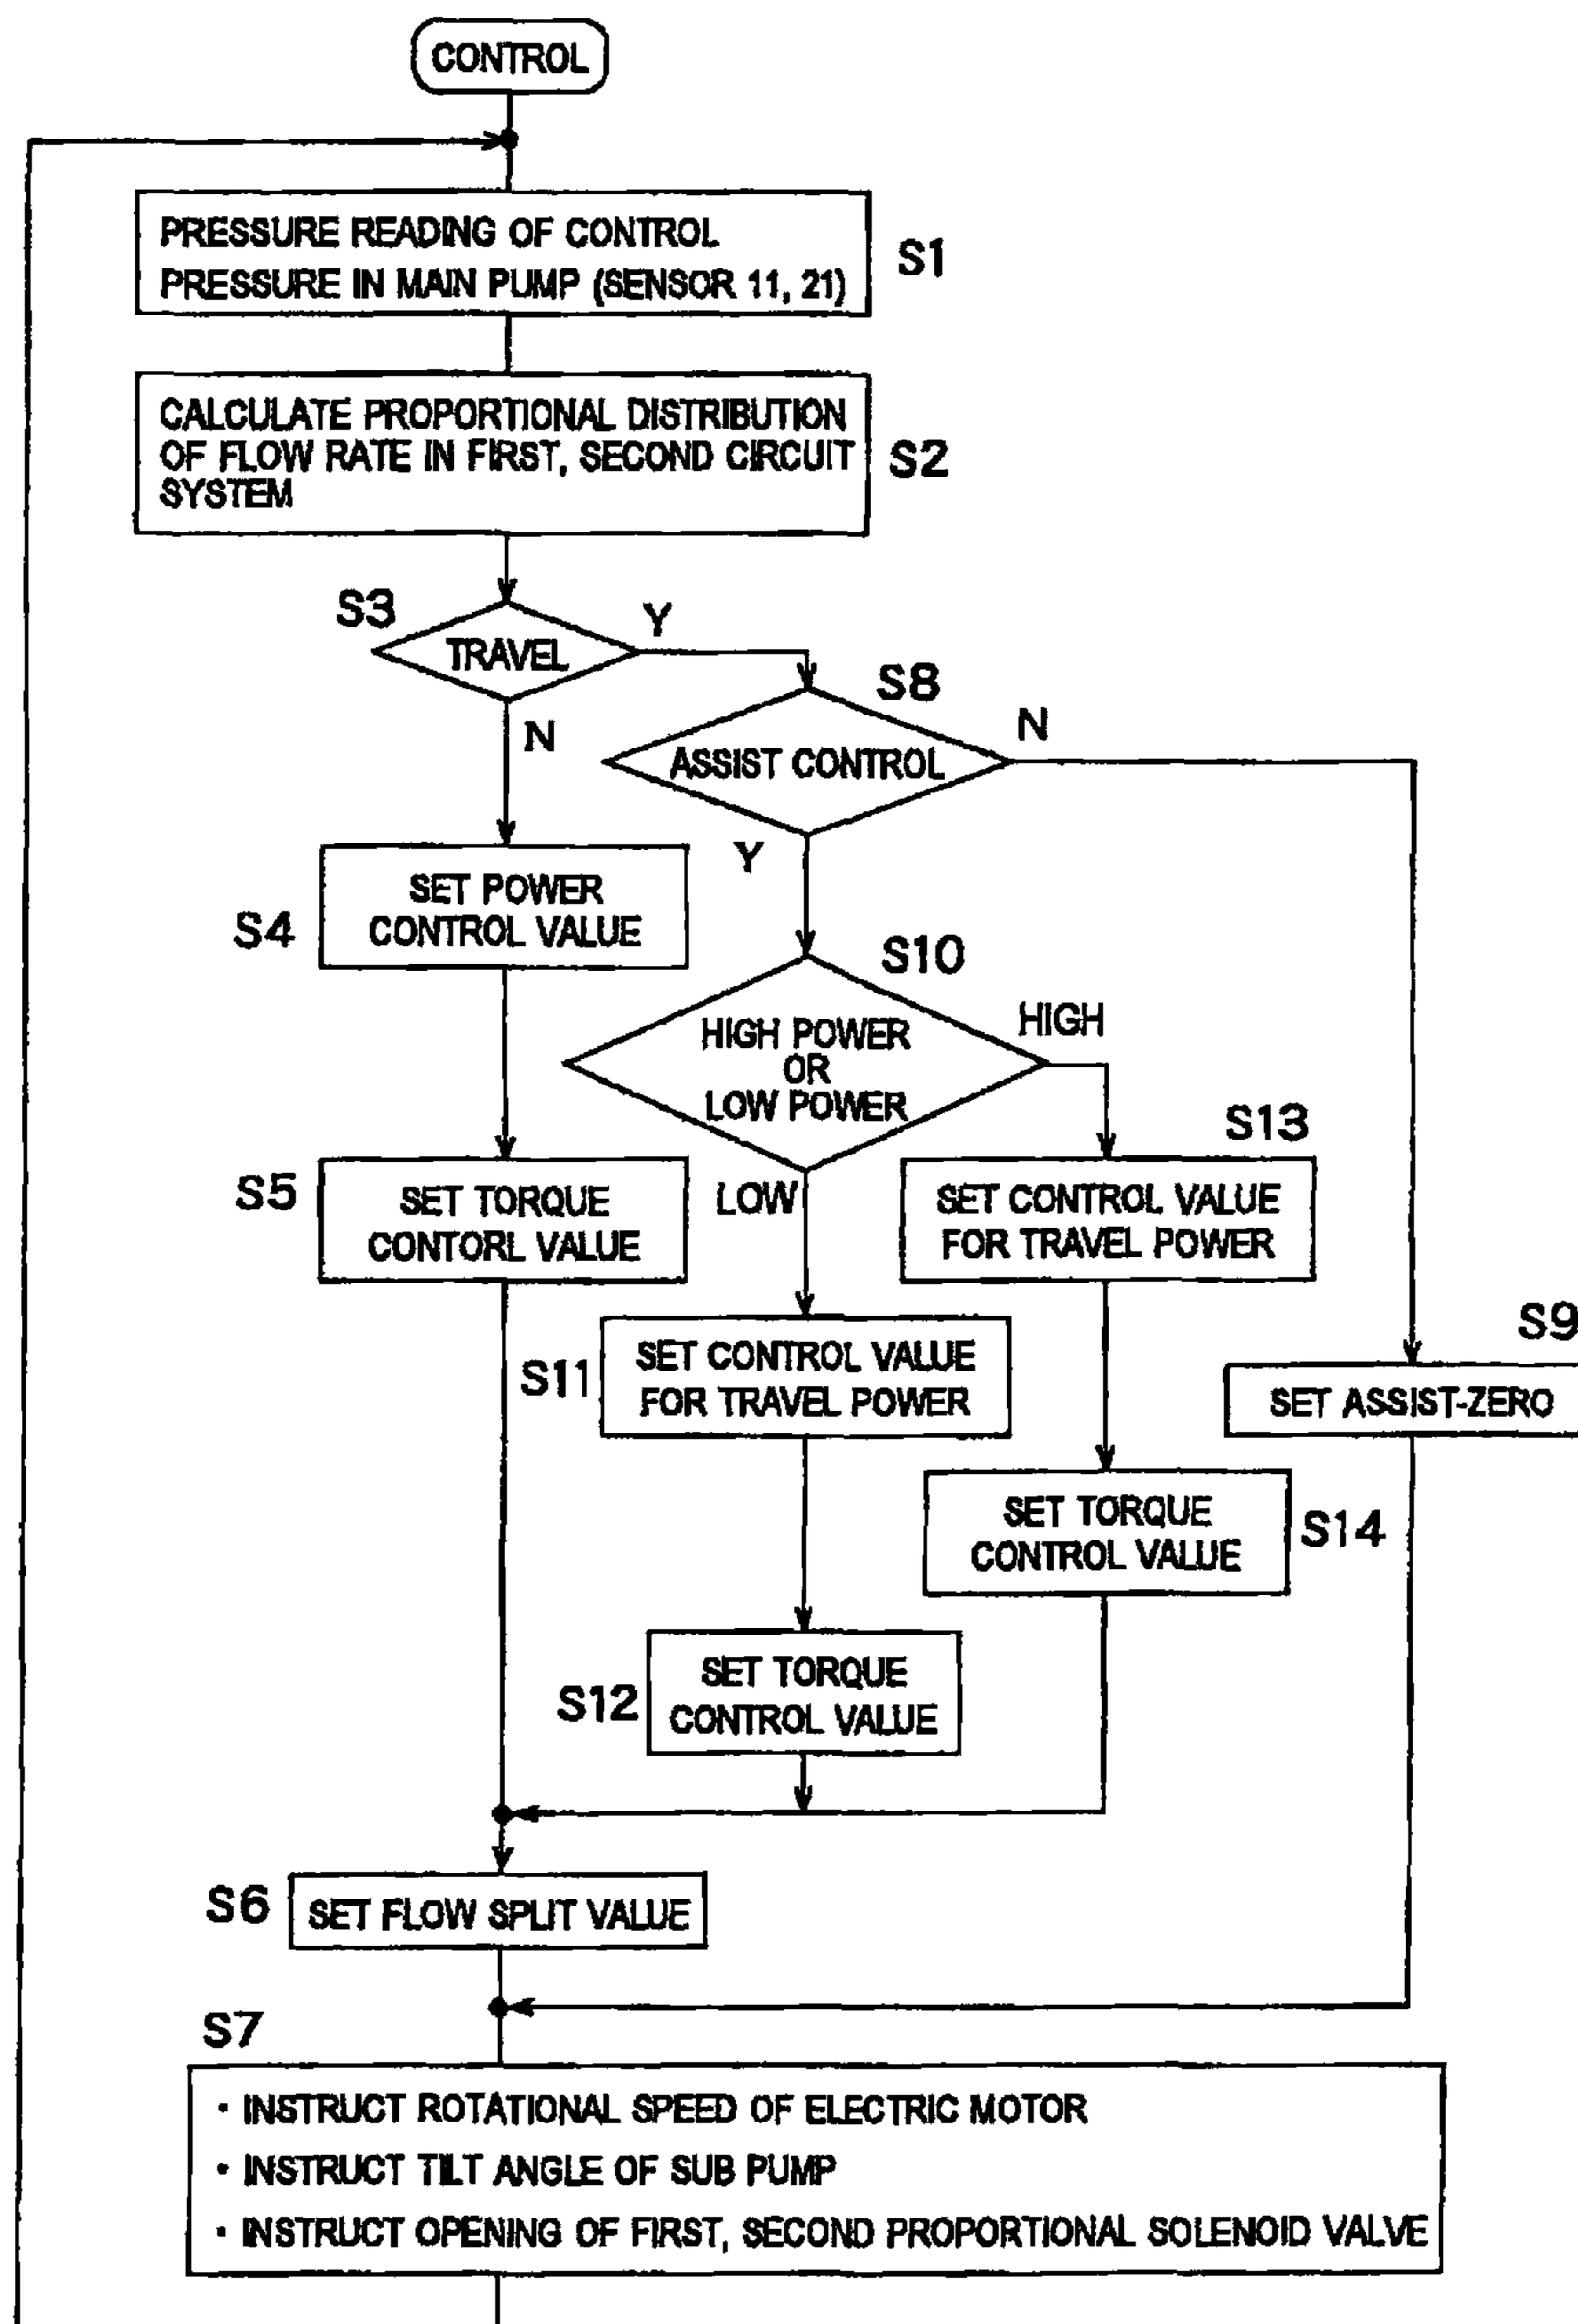 CONTROL
PRESSURE READING OF CONTROL
PRESSURE IN MAIN PUMP (SENSOR 11, 21)
S1
CALCULATE PROPORTIONAL DISTRIBUTION
OF FLOW RATE IN FIRST, SECOND CIRCUIT
SYSTEM
S2
S3
TRAVEL
Y
N
S8
ASSIST CONTROL
N
Y
S4
SET POWER
CONTROL VALUE
S10
HIGH POWER
OR
LOW POWER
HIGH
LOW
S5
SET TORQUE
CONTORL VALUE
S13
SET CONTROL VALUE
FOR TRAVEL POWER
S11
SET CONTROL VALUE
FOR TRAVEL POWER
S9
SET ASSIST-ZERO
SET TORQUE
CONTROL VALUE
S14
S12
SET TORQUE
CONTROL VALUE
S6
SET FLOW SPLIT VALUE
S7
· INSTRUCT ROTATIONAL SPEED OF ELECTRIC MOTOR
· INSTRUCT TILT ANGLE OF SUB PUMP
· INSTRUCT OPENING OF FIRST, SECOND PROPORTIONAL SOLENOID VALVE